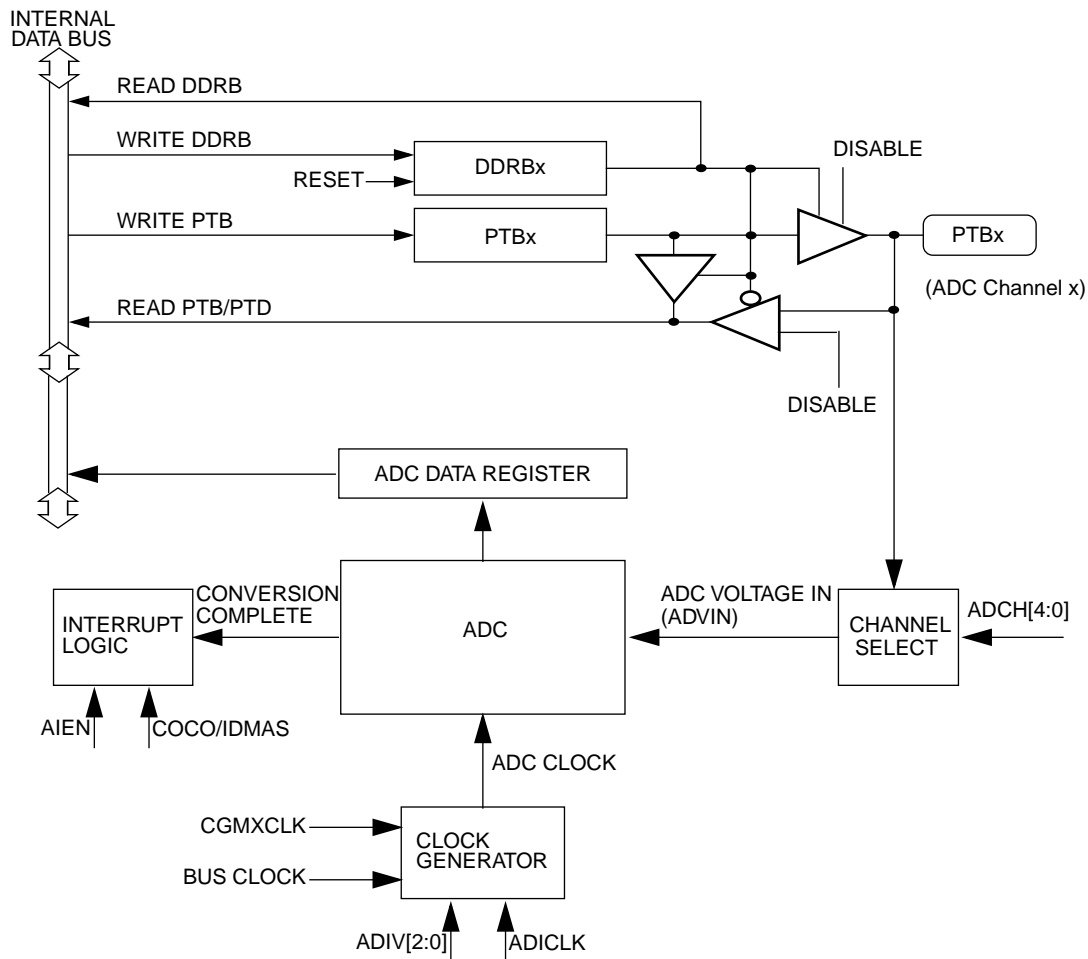 INTERNAL
DATA BUS
READ DDRB
WRITE DDRB
RESET
DDRBx
DISABLE
WRITE PTB
PTBx
PTBx
(ADC Channel x)
READ PTB/PTD
DISABLE
ADC DATA REGISTER
INTERRUPT
LOGIC
CONVERSION
COMPLETE
ADC
ADC VOLTAGE IN
(ADVIN)
CHANNEL
SELECT
ADCH[4:0]
AIEN
COCO/IDMAS
ADC CLOCK
CGMXCLK
BUS CLOCK
CLOCK
GENERATOR
ADIV[2:0]
ADICLK